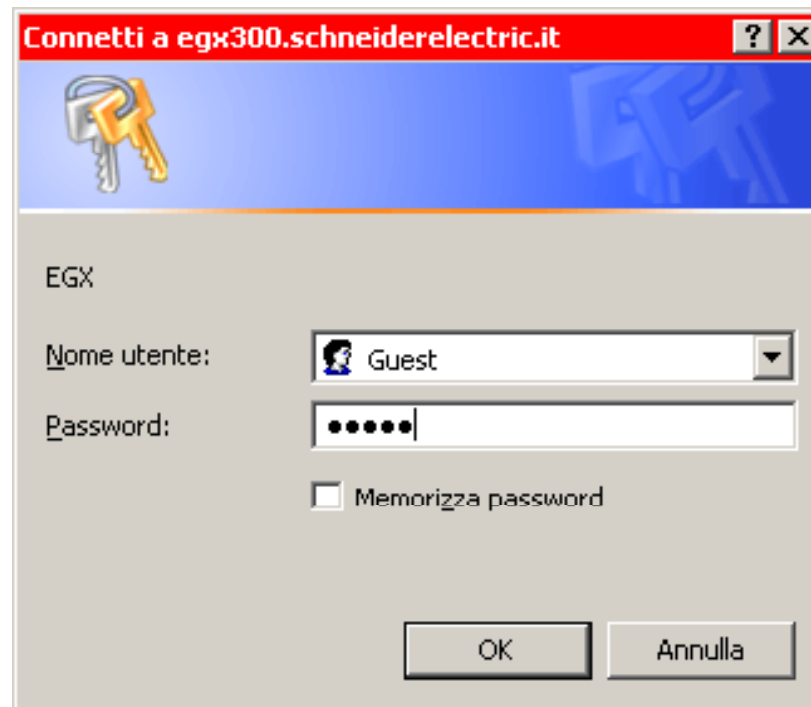 Connetti a egx300.schneiderelectric.it
EGX
Nome utente: Guest
Password: •••••
Memorizza password
OK Annulla